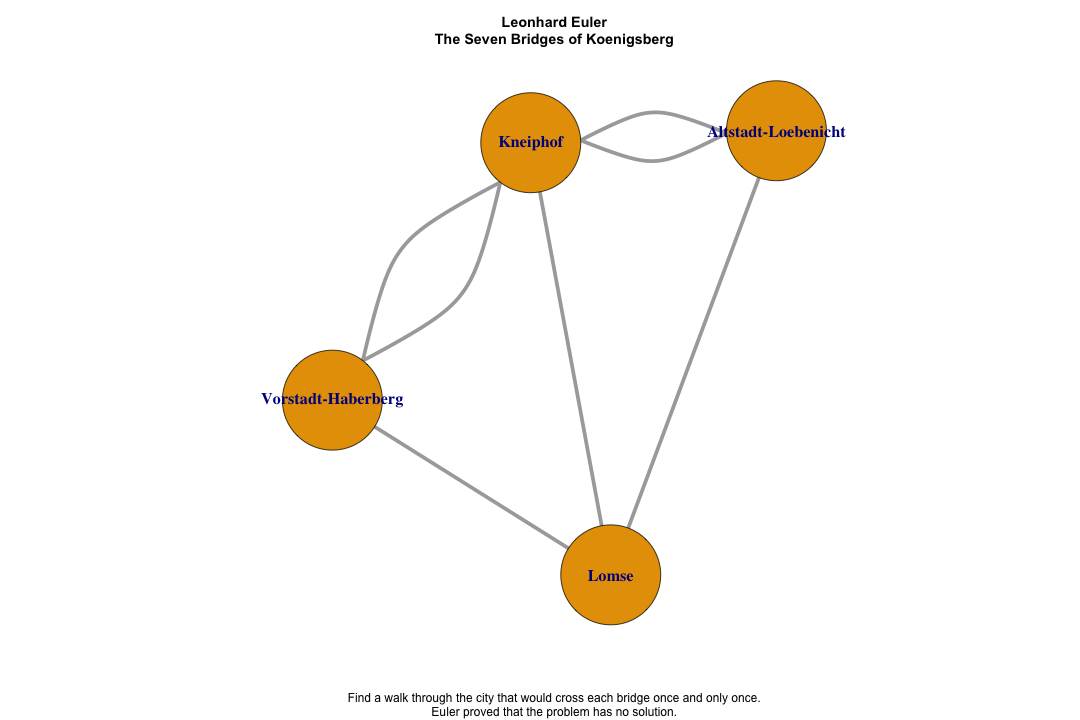 Leonhard Euler
The Seven Bridges of Koenigsberg
Kneiphof
Altstadt-Loebenicht
Vorstadt-Haberberg
Lomse
Find a walk through the city that would cross each bridge once and only once.
Euler proved that the problem has no solution.